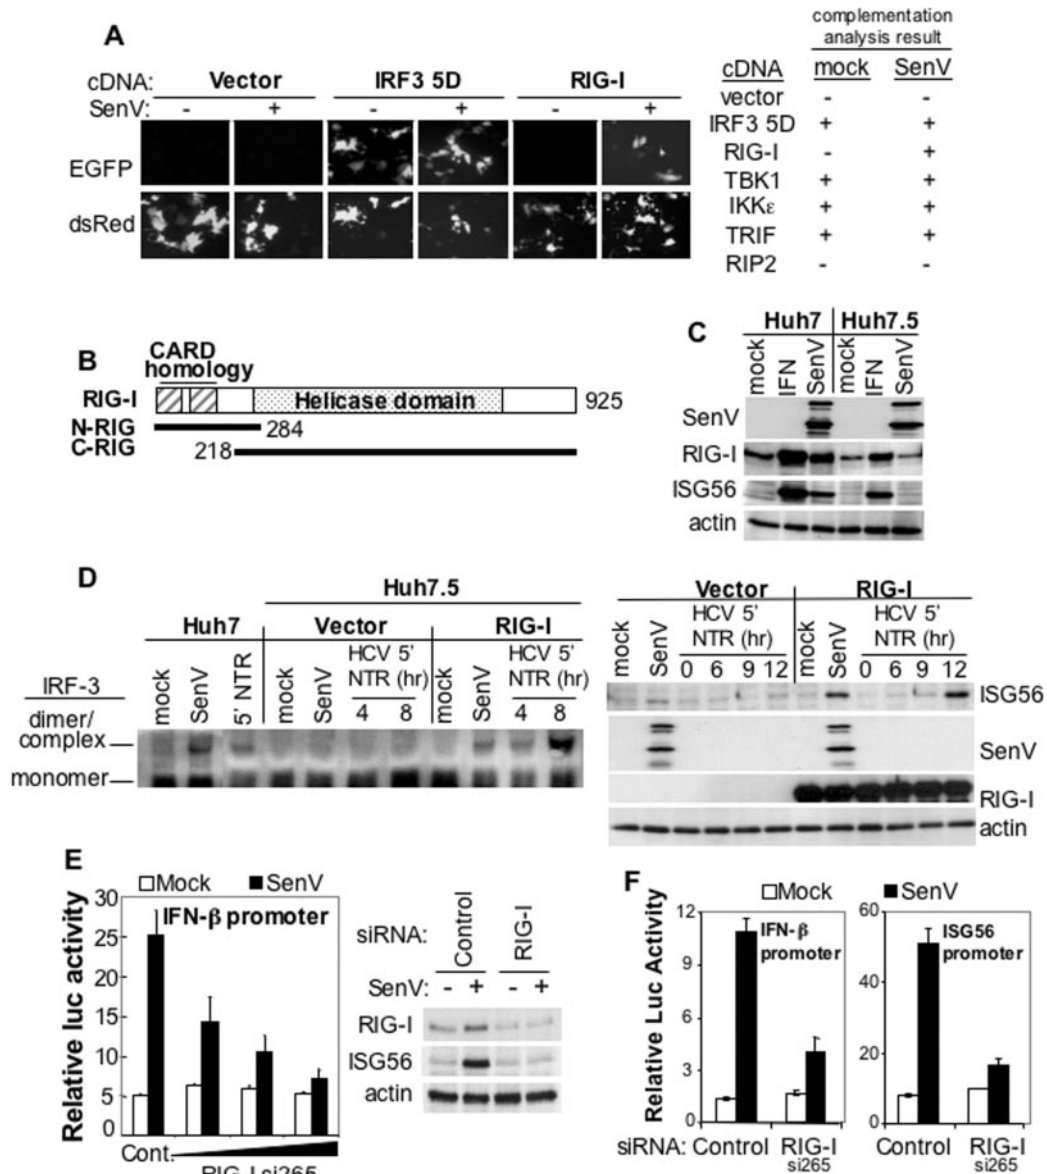 A
cDNA: Vector IRF3 5D RIG-I
SenV: - + - + - +
EGFP
dsRed
complementation
analysis result
cDNA mock SenV
vector - -
IRF3 5D + +
RIG-I - +
TBK1 + +
IKKε + +
TRIF + +
RIP2 - -
B
CARD
homology
RIG-I Helicase domain 925
N-RIG 284
C-RIG 218
C
Huh7 Huh7.5
mock IFN SenV mock IFN SenV
SenV
RIG-I
ISG56
actin
D
Huh7.5
Huh7 Vector RIG-I
HCV 5' HCV 5'
NTR (hr) NTR (hr)
mock SenV 5' NTR mock SenV 4 8 mock SenV 4 8
IRF-3
dimer/
complex
monomer
Vector RIG-I
HCV 5' HCV 5'
NTR (hr) NTR (hr)
mock SenV 0 6 9 12 mock SenV 0 6 9 12
ISG56
SenV
RIG-I
actin
E
Mock SenV
IFN-β promoter
Relative luc activity
30
25
20
15
10
5
0
Cont.
RIG-I si265
siRNA: Control RIG-I
SenV: - + - +
RIG-I
ISG56
actin
F
Mock SenV
Relative Luc Activity
12
9
6
3
0
IFN-β
promoter
60
40
20
0
ISG56
promoter
siRNA: Control RIG-I Control RIG-I
si265 si265